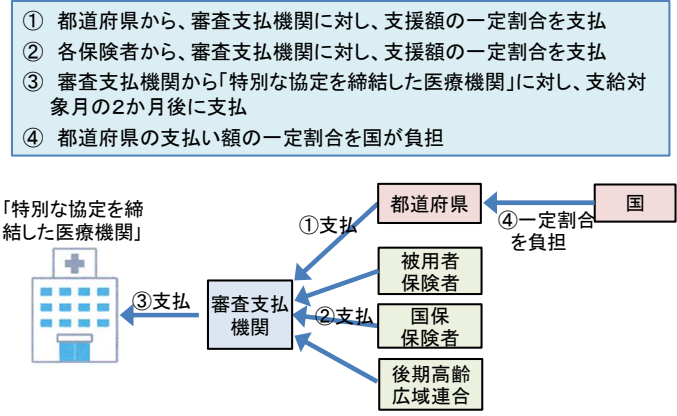 ① 都道府県から、審査支払機関に対し、支援額の一定割合を支払
② 各保険者から、審査支払機関に対し、支援額の一定割合を支払
③ 審査支払機関から「特別な協定を締結した医療機関」に対し、支給対
象月の2か月後に支払
④ 都道府県の支払い額の一定割合を国が負担
「特別な協定を締
結した医療機関」
①支払
都道府県
④一定割合
を負担
国
被用者
保険者
③支払
審査支払
機関
②支払
国保
保険者
後期高齢
広域連合